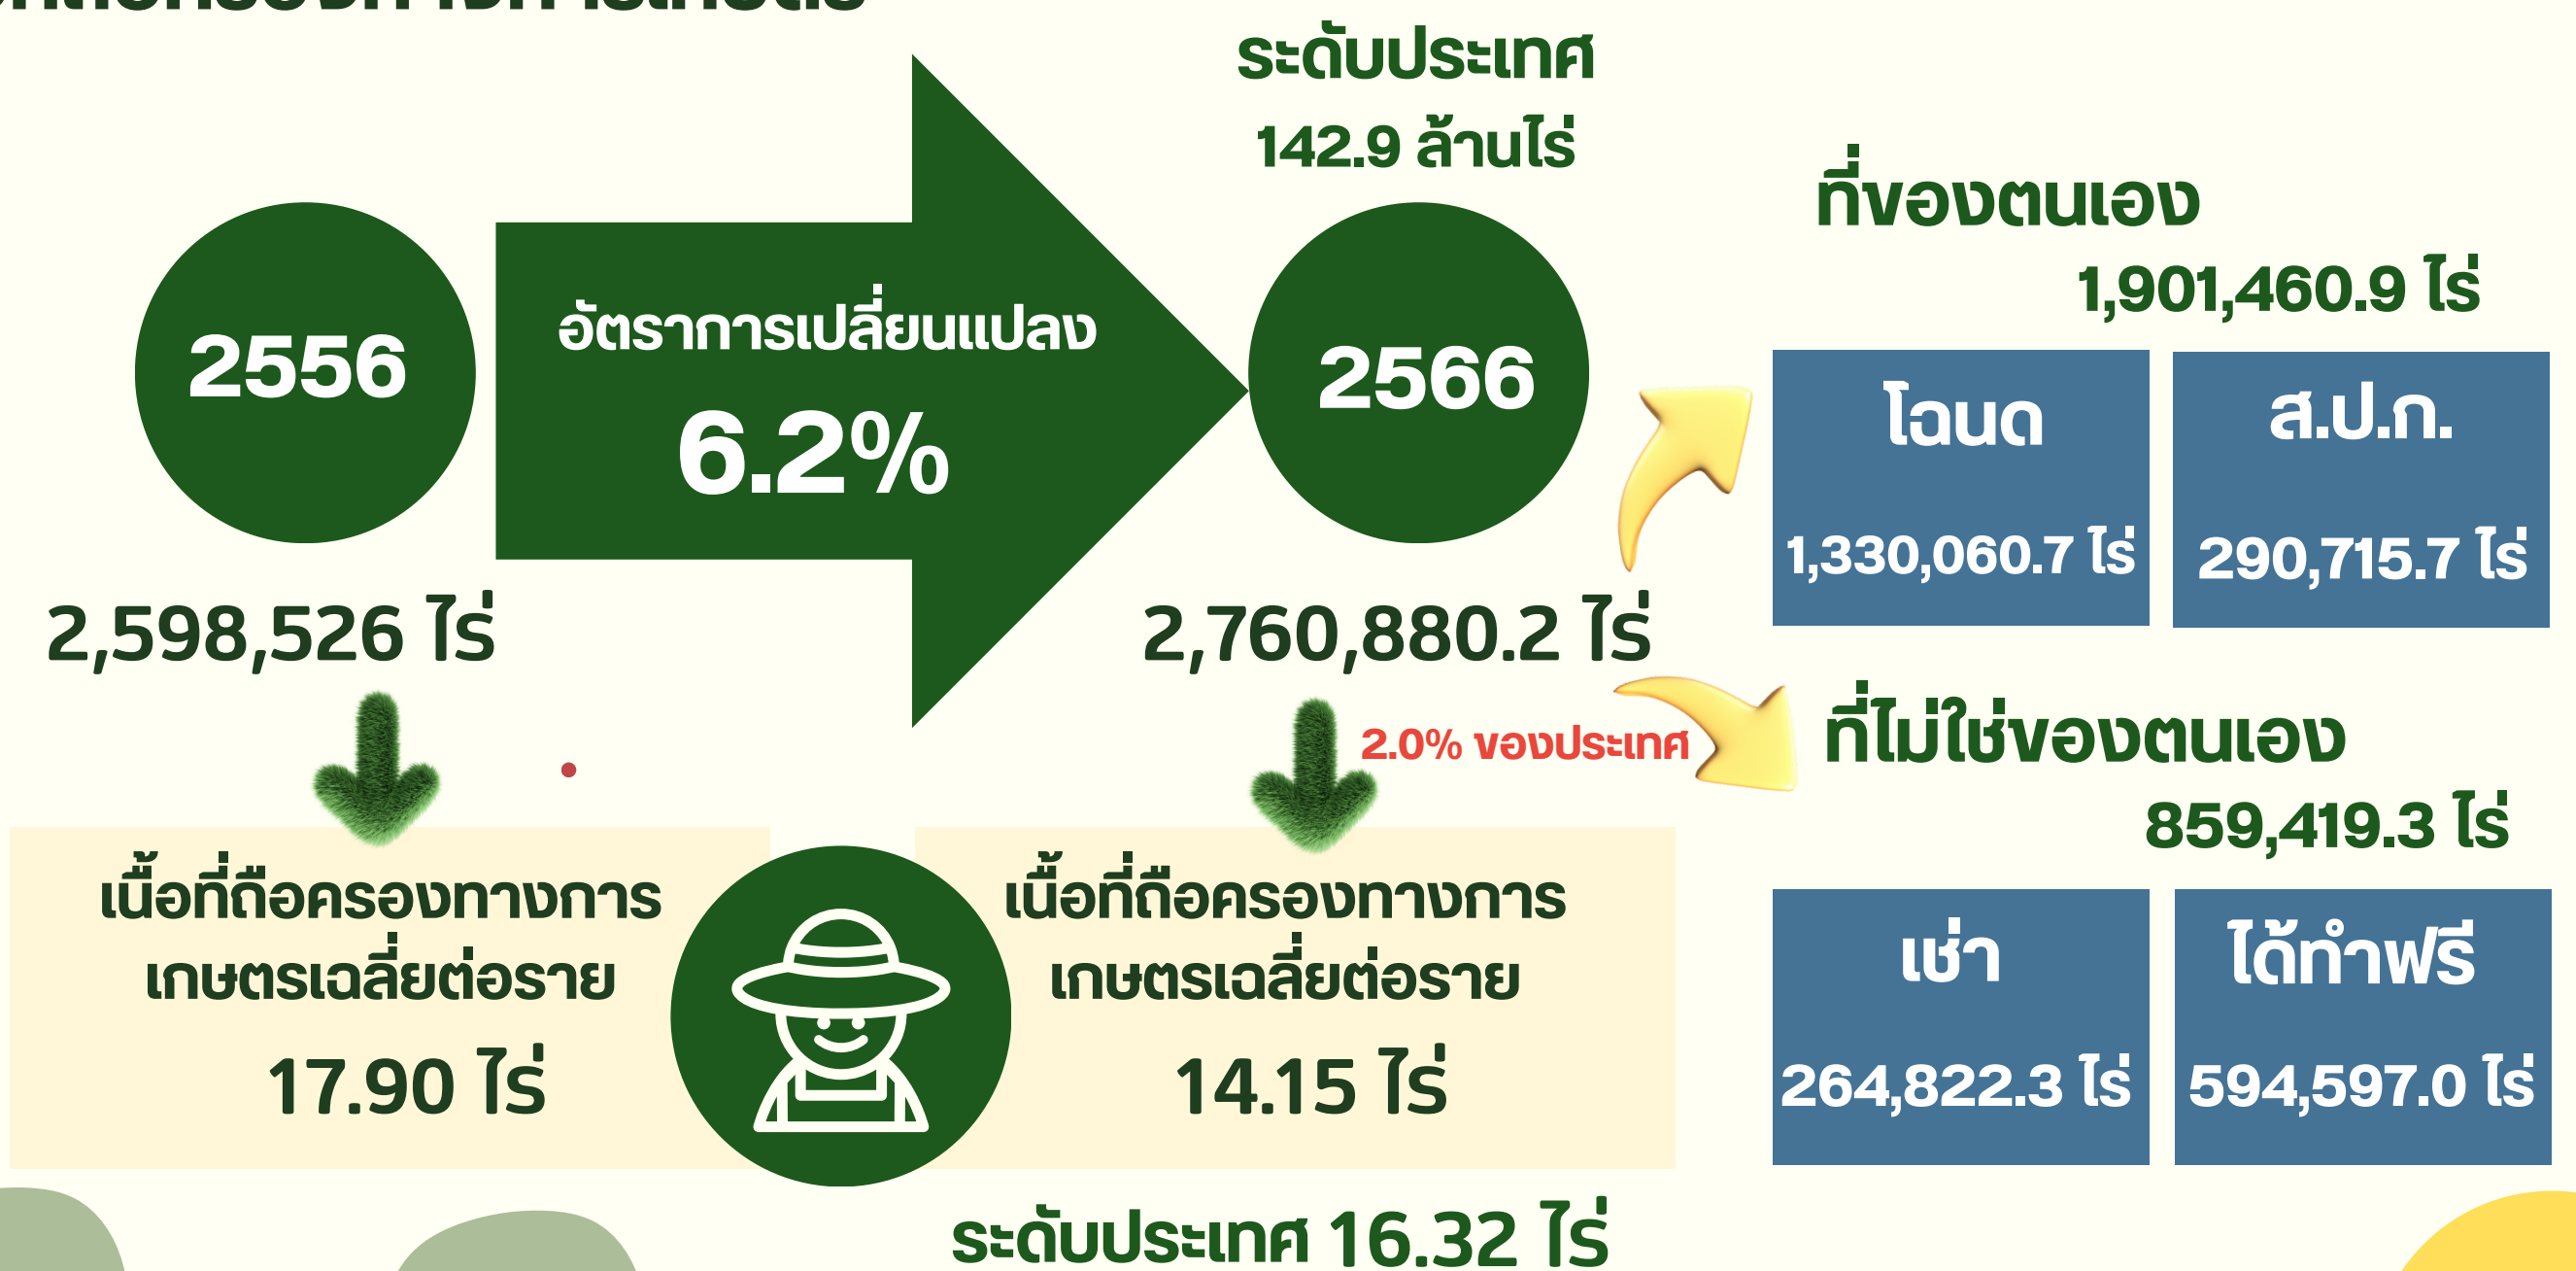 ระดับประเทศ
142.9 ล้านไร่
2556
อัตราการเปลี่ยนแปลง
6.2%
2566
2,598,526 ไร่
2,760,880.2 ไร่
2.0% ของประเทศ
เนื้อที่ถือครองทางการ
เกษตรเฉลี่ยต่อราย
17.90 ไร่
เนื้อที่ถือครองทางการ
เกษตรเฉลี่ยต่อราย
14.15 ไร่
ระดับประเทศ 16.32 ไร่
ที่ของตนเอง
1,901,460.9 ไร่
โฉนด
1,330,060.7 ไร่
ส.ป.ก.
290,715.7 ไร่
ที่ไม่ใช่ของตนเอง
859,419.3 ไร่
เช่า
264,822.3 ไร่
ได้ทำฟรี
594,597.0 ไร่